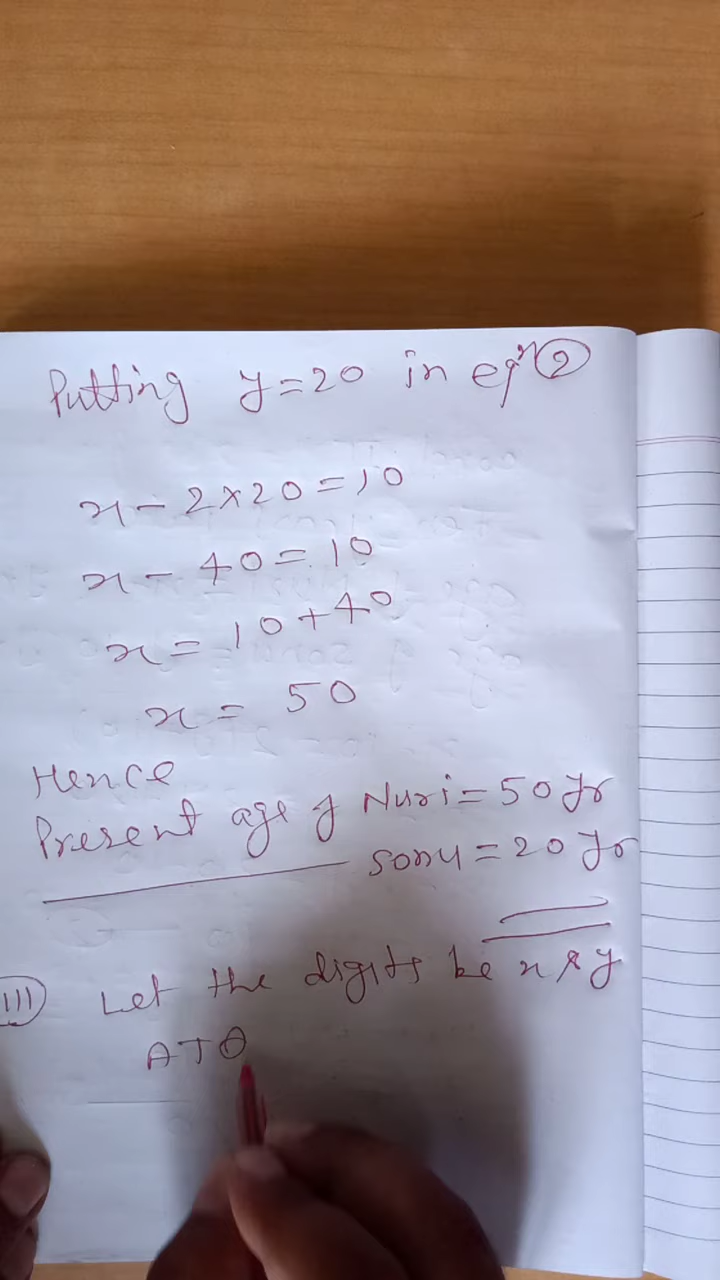 Putting y=20 in eqn ②
x - 2×20=10
x - 40=10
x = 10+40
x = 50
Hence
Present age of Nuri=50 yr
Sonu=20 yr
(III) Let the digits be x & y
ATQ